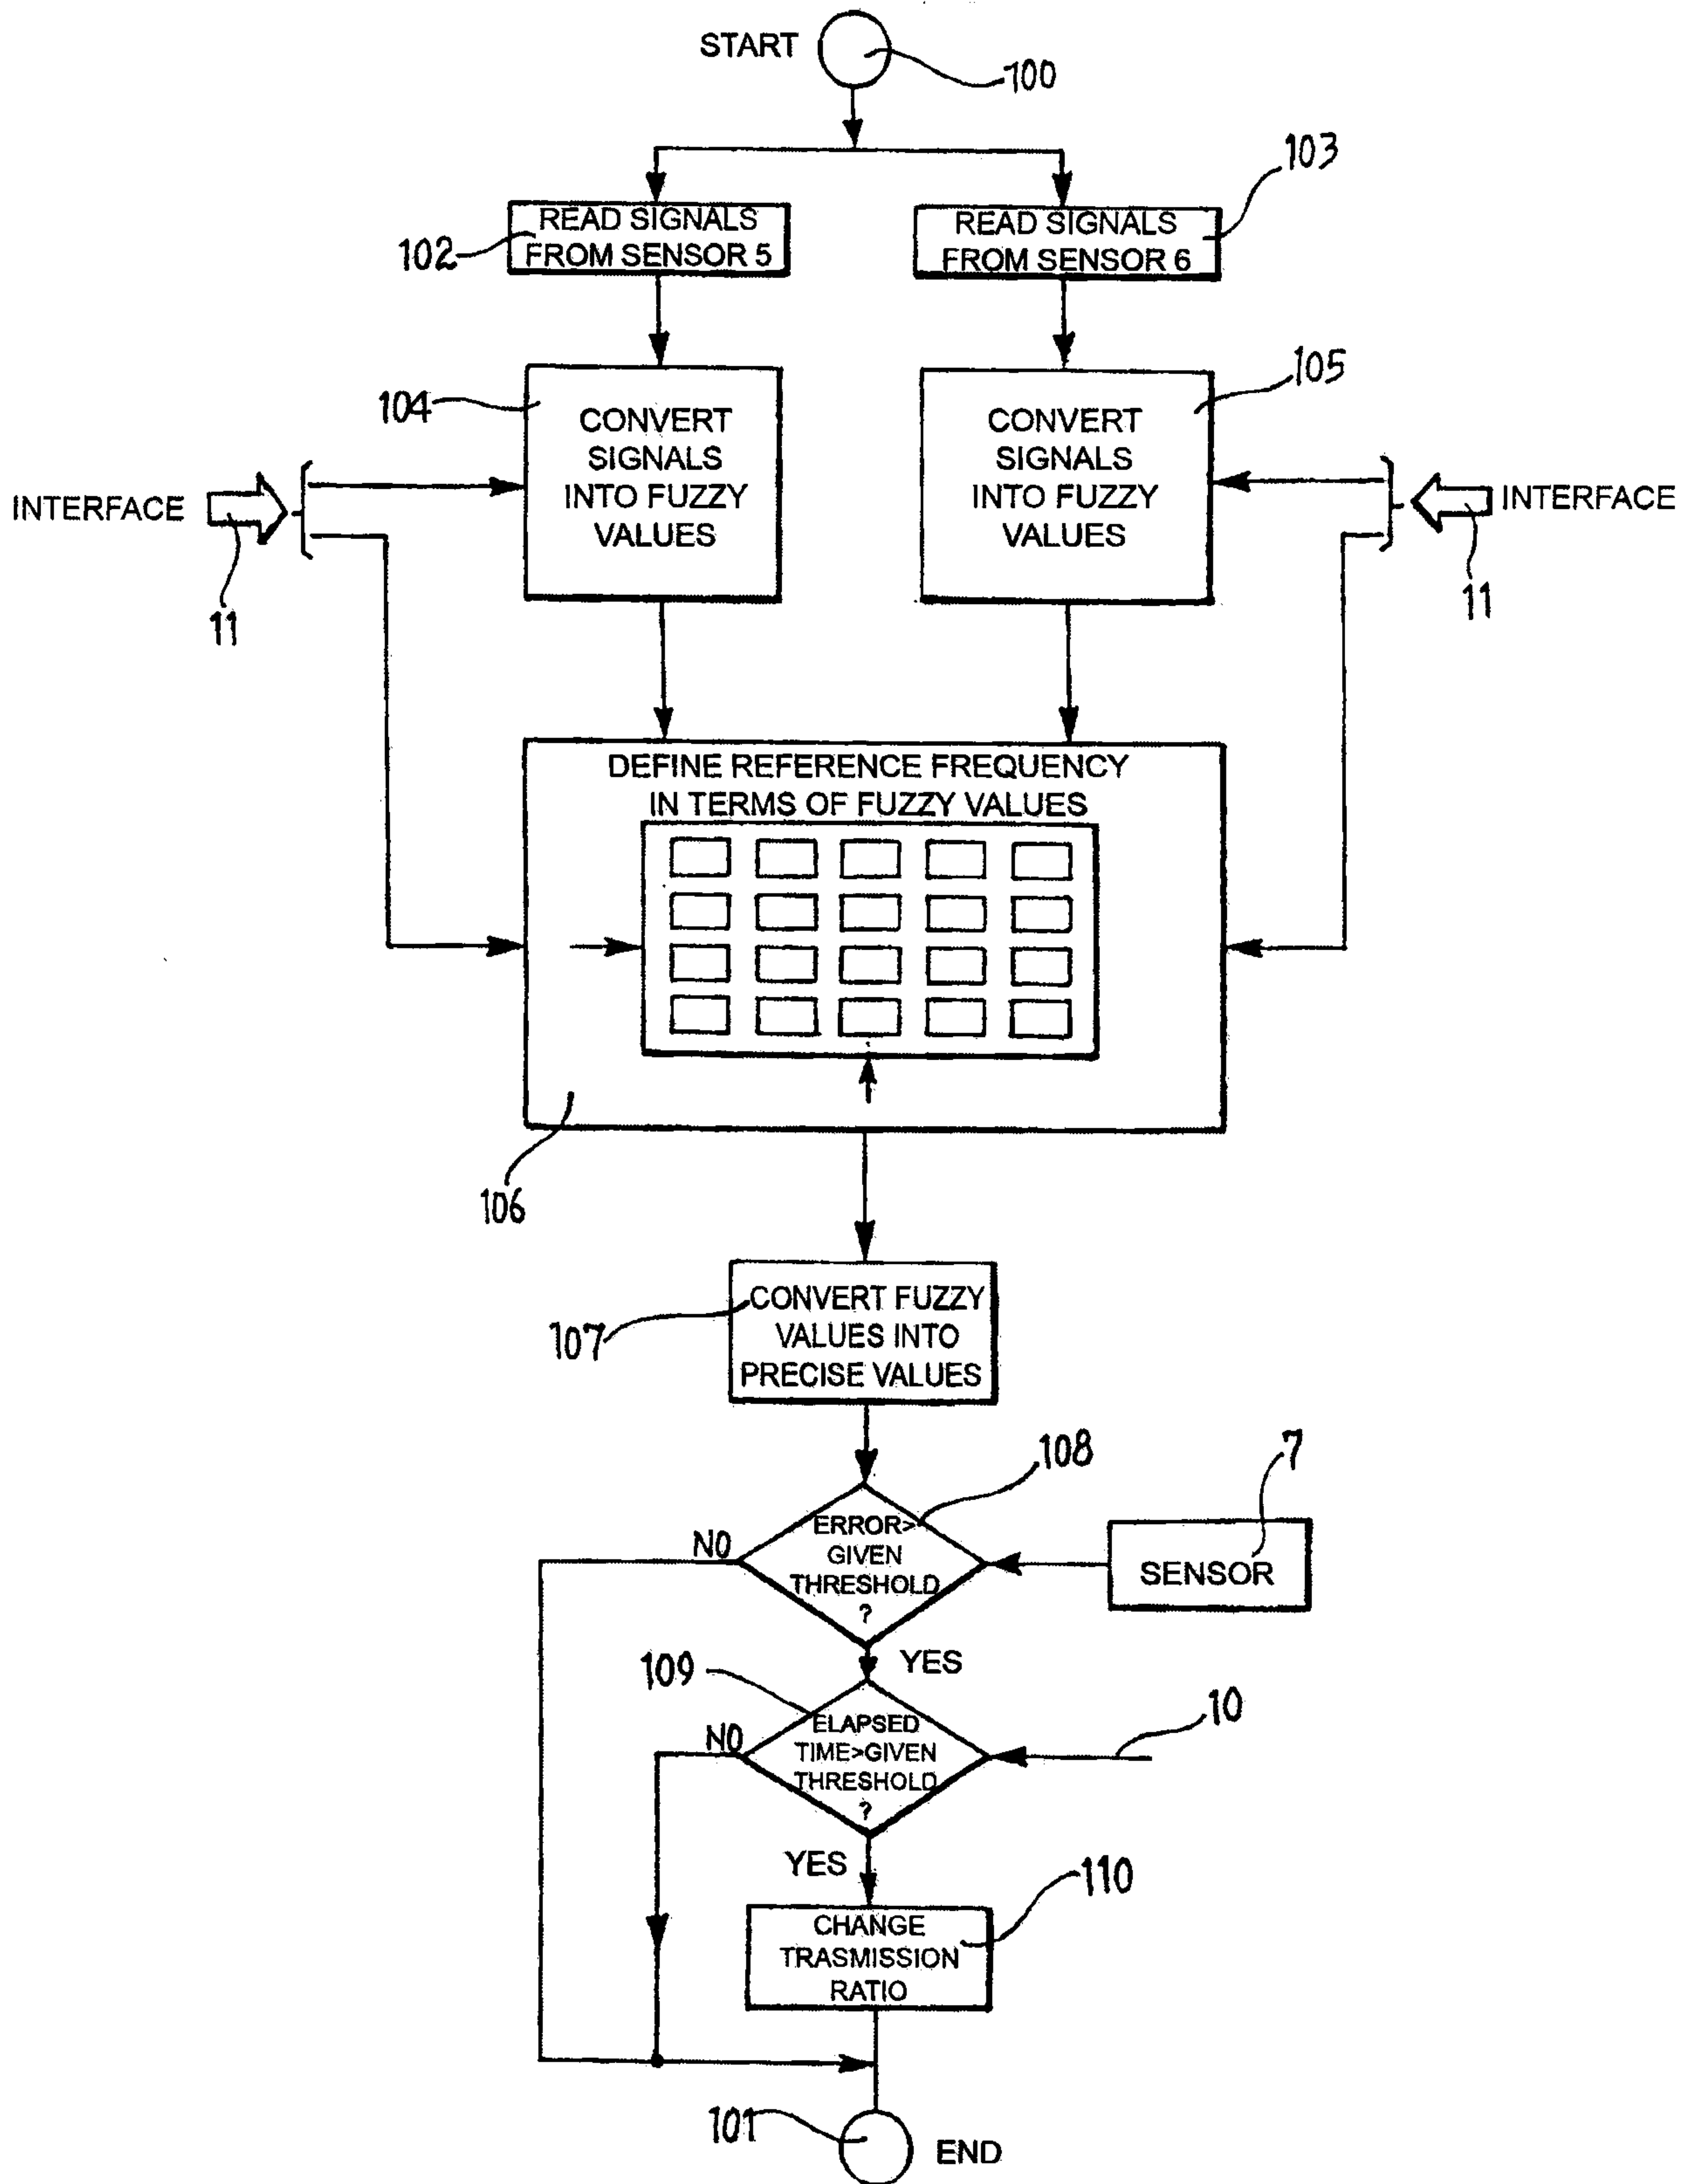 START
100
103
READ SIGNALS
FROM SENSOR 5
102
READ SIGNALS
FROM SENSOR 6
104
CONVERT
SIGNALS
INTO FUZZY
VALUES
105
CONVERT
SIGNALS
INTO FUZZY
VALUES
INTERFACE
11
INTERFACE
11
DEFINE REFERENCE FREQUENCY
IN TERMS OF FUZZY VALUES
106
CONVERT FUZZY
VALUES INTO
PRECISE VALUES
107
108
7
NO
ERROR>
GIVEN
THRESHOLD
?
SENSOR
YES
109
10
NO
ELAPSED
TIME>GIVEN
THRESHOLD
?
YES
110
CHANGE
TRASMISSION
RATIO
101
END